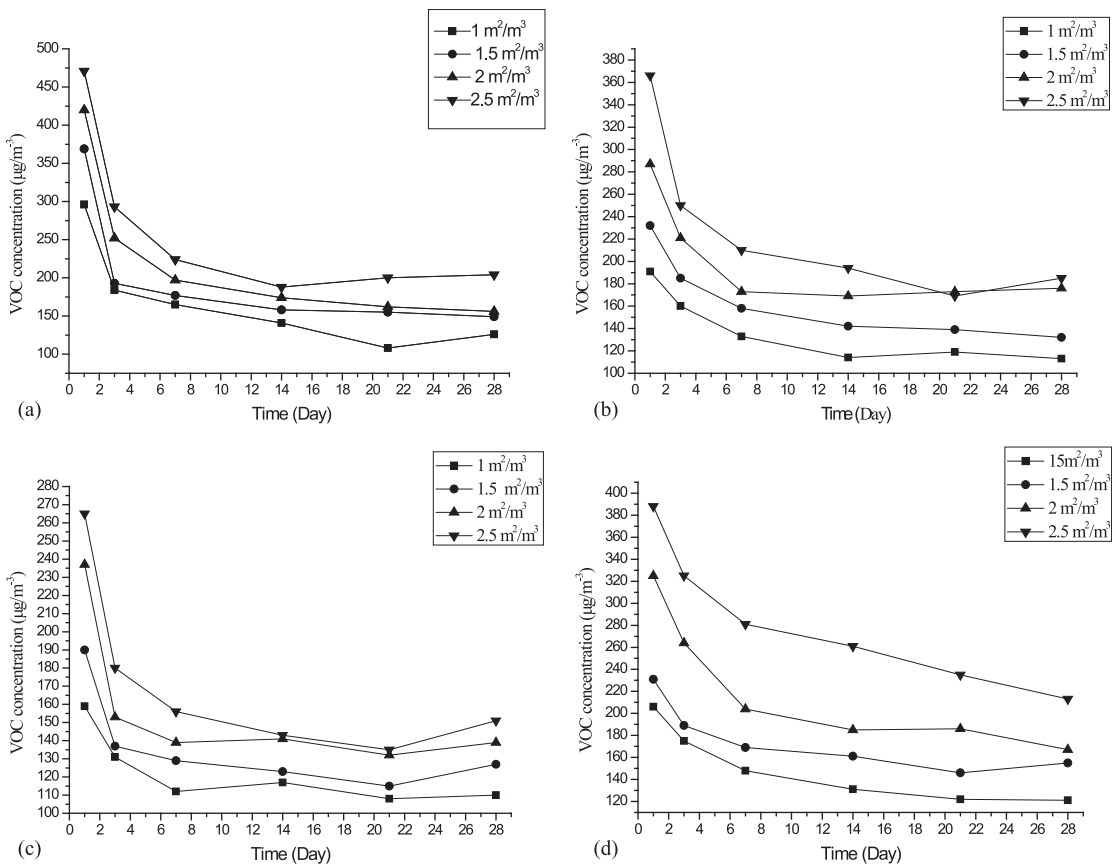 (a)
1 m²/m³
1.5 m²/m³
2 m²/m³
2.5 m²/m³
VOC concentration (μg/m⁻³)
500
450
400
350
300
250
200
150
100
0 2 4 6 8 10 12 14 16 18 20 22 24 26 28
Time (Day)
(b)
1 m²/m³
1.5 m²/m³
2 m²/m³
2.5 m²/m³
VOC concentration (μg/m⁻³)
380
360
340
320
300
280
260
240
220
200
180
160
140
120
100
0 2 4 6 8 10 12 14 16 18 20 22 24 26 28
Time (Day)
(c)
1 m²/m³
1.5 m²/m³
2 m²/m³
2.5 m²/m³
VOC concentration (μg/m⁻³)
280
270
260
250
240
230
220
210
200
190
180
170
160
150
140
130
120
110
100
0 2 4 6 8 10 12 14 16 18 20 22 24 26 28
Time (Day)
(d)
15m²/m³
1.5 m²/m³
2 m²/m³
2.5 m²/m³
VOC concentration (μg/m⁻³)
400
380
360
340
320
300
280
260
240
220
200
180
160
140
120
0 2 4 6 8 10 12 14 16 18 20 22 24 26 28
Time (Day)